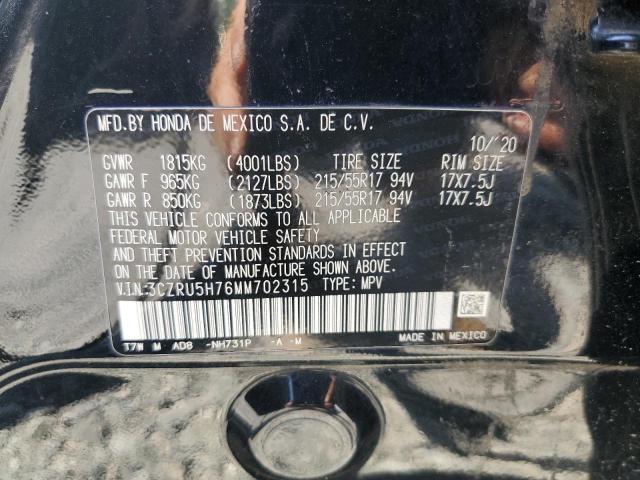 MFD.BY HONDA DE MEXICO S.A. DE C.V.
10/'20
GVWR 1815KG (4001LBS) TIRE SIZE RIM SIZE
GAWR F 965KG (2127LBS) 215/55R17 94V 17X7.5J
GAWR R 850KG (1873LBS) 215/55R17 94V 17X7.5J
THIS VEHICLE CONFORMS TO ALL APPLICABLE
FEDERAL MOTOR VEHICLE SAFETY
AND THEFT PREVENTION STANDARDS IN EFFECT
ON THE DATE OF MANUFACTURE SHOWN ABOVE.
V.I.N.:3CZRU5H76MM702315 TYPE: MPV
T7W M AD8 -NH731P -A -M MADE IN MEXICO